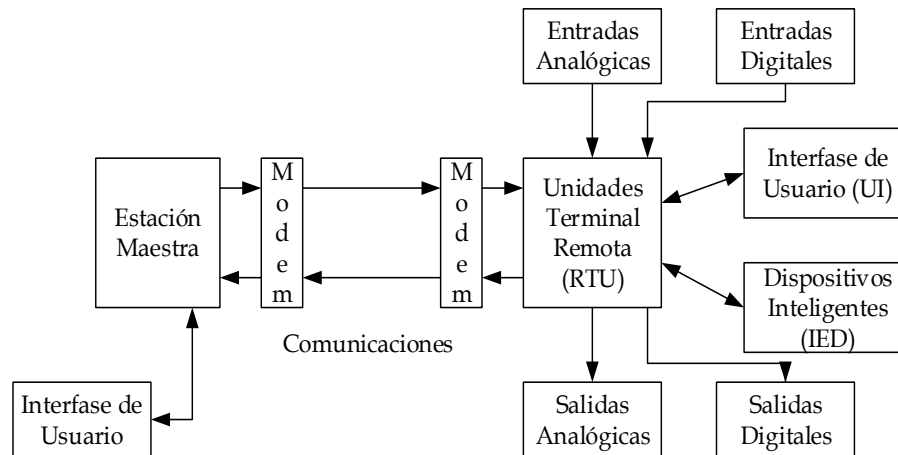 Entradas
Analógicas
Entradas
Digitales
Estación
Maestra
M
o
d
e
m
M
o
d
e
m
Unidades
Terminal
Remota
(RTU)
Interfase de
Usuario (UI)
Dispositivos
Inteligentes
(IED)
Comunicaciones
Interfase de
Usuario
Salidas
Analógicas
Salidas
Digitales